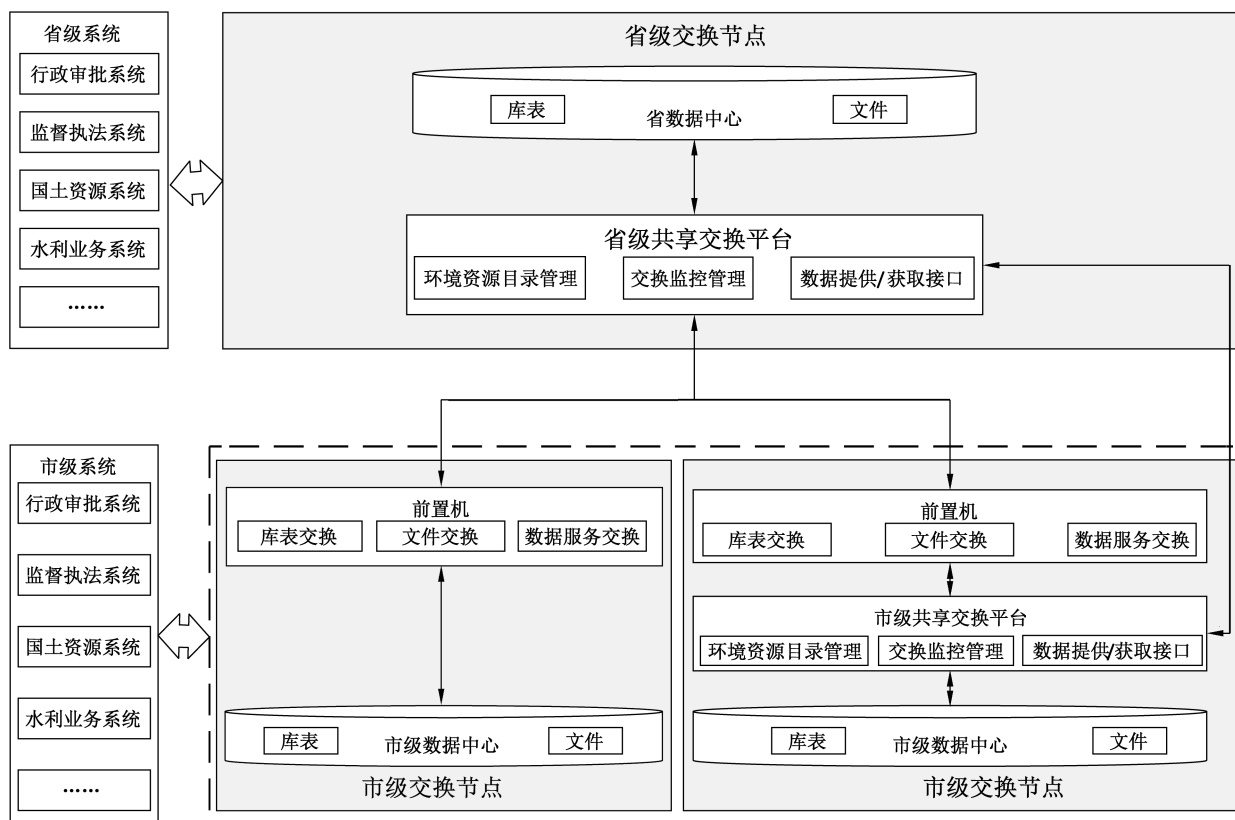 省级系统
行政审批系统
监督执法系统
国土资源系统
水利业务系统
……
省级交换节点
库表
省数据中心
文件
省级共享交换平台
环境资源目录管理
交换监控管理
数据提供/获取接口
市级系统
行政审批系统
监督执法系统
国土资源系统
水利业务系统
……
前置机
库表交换
文件交换
数据服务交换
库表
市级数据中心
文件
市级交换节点
前置机
库表交换
文件交换
数据服务交换
市级共享交换平台
环境资源目录管理
交换监控管理
数据提供/获取接口
库表
市级数据中心
文件
市级交换节点